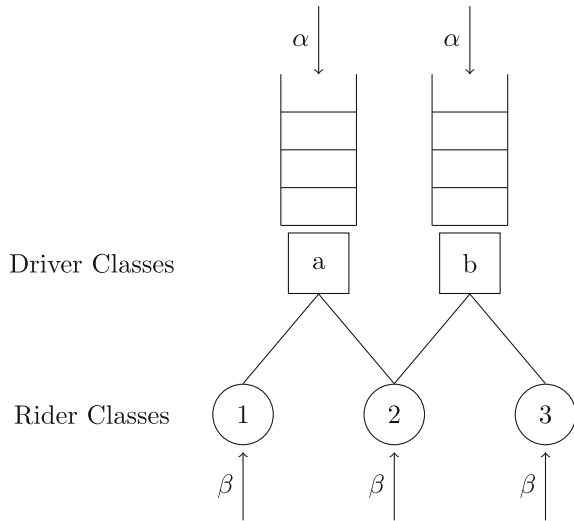 α α
Driver Classes a b
Rider Classes 1 2 3
β β β